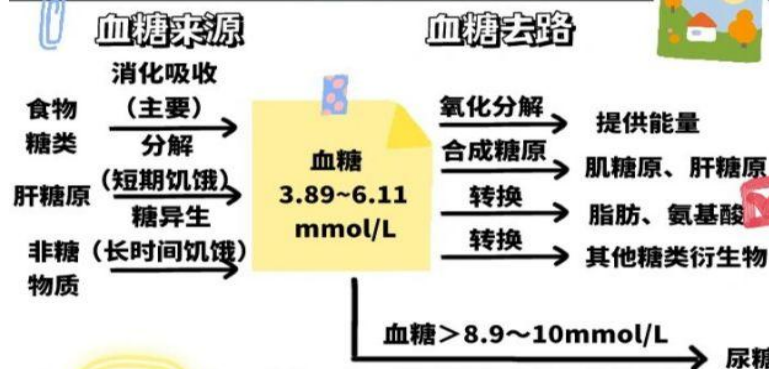 血糖来源
血糖去路
食物
糖类
消化吸收
（主要）
肝糖原
分解
（短期饥饿）
非糖
物质
糖异生
（长时间饥饿）
血糖
3.89~6.11
mmol/L
氧化分解
提供能量
合成糖原
肌糖原、肝糖原
转换
脂肪、氨基酸
转换
其他糖类衍生物
血糖＞8.9～10mmol/L
尿糖